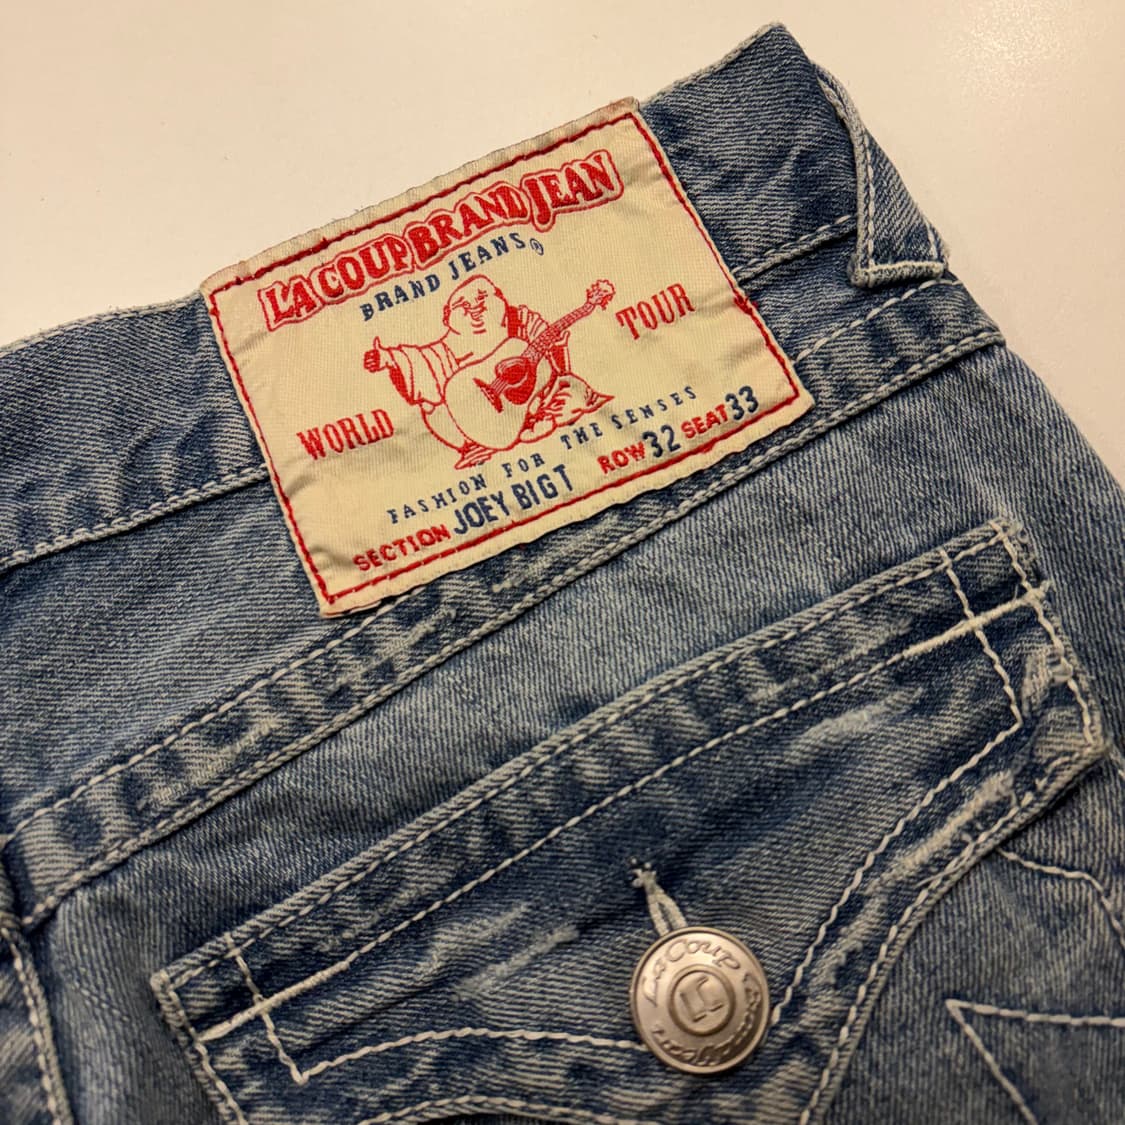 LA COUP BRAND JEAN
BRAND JEANS®
WORLD TOUR
FASHION FOR THE SENSES
SECTION JOEY BIG T ROW 32 SEAT 33
La Coup
LC